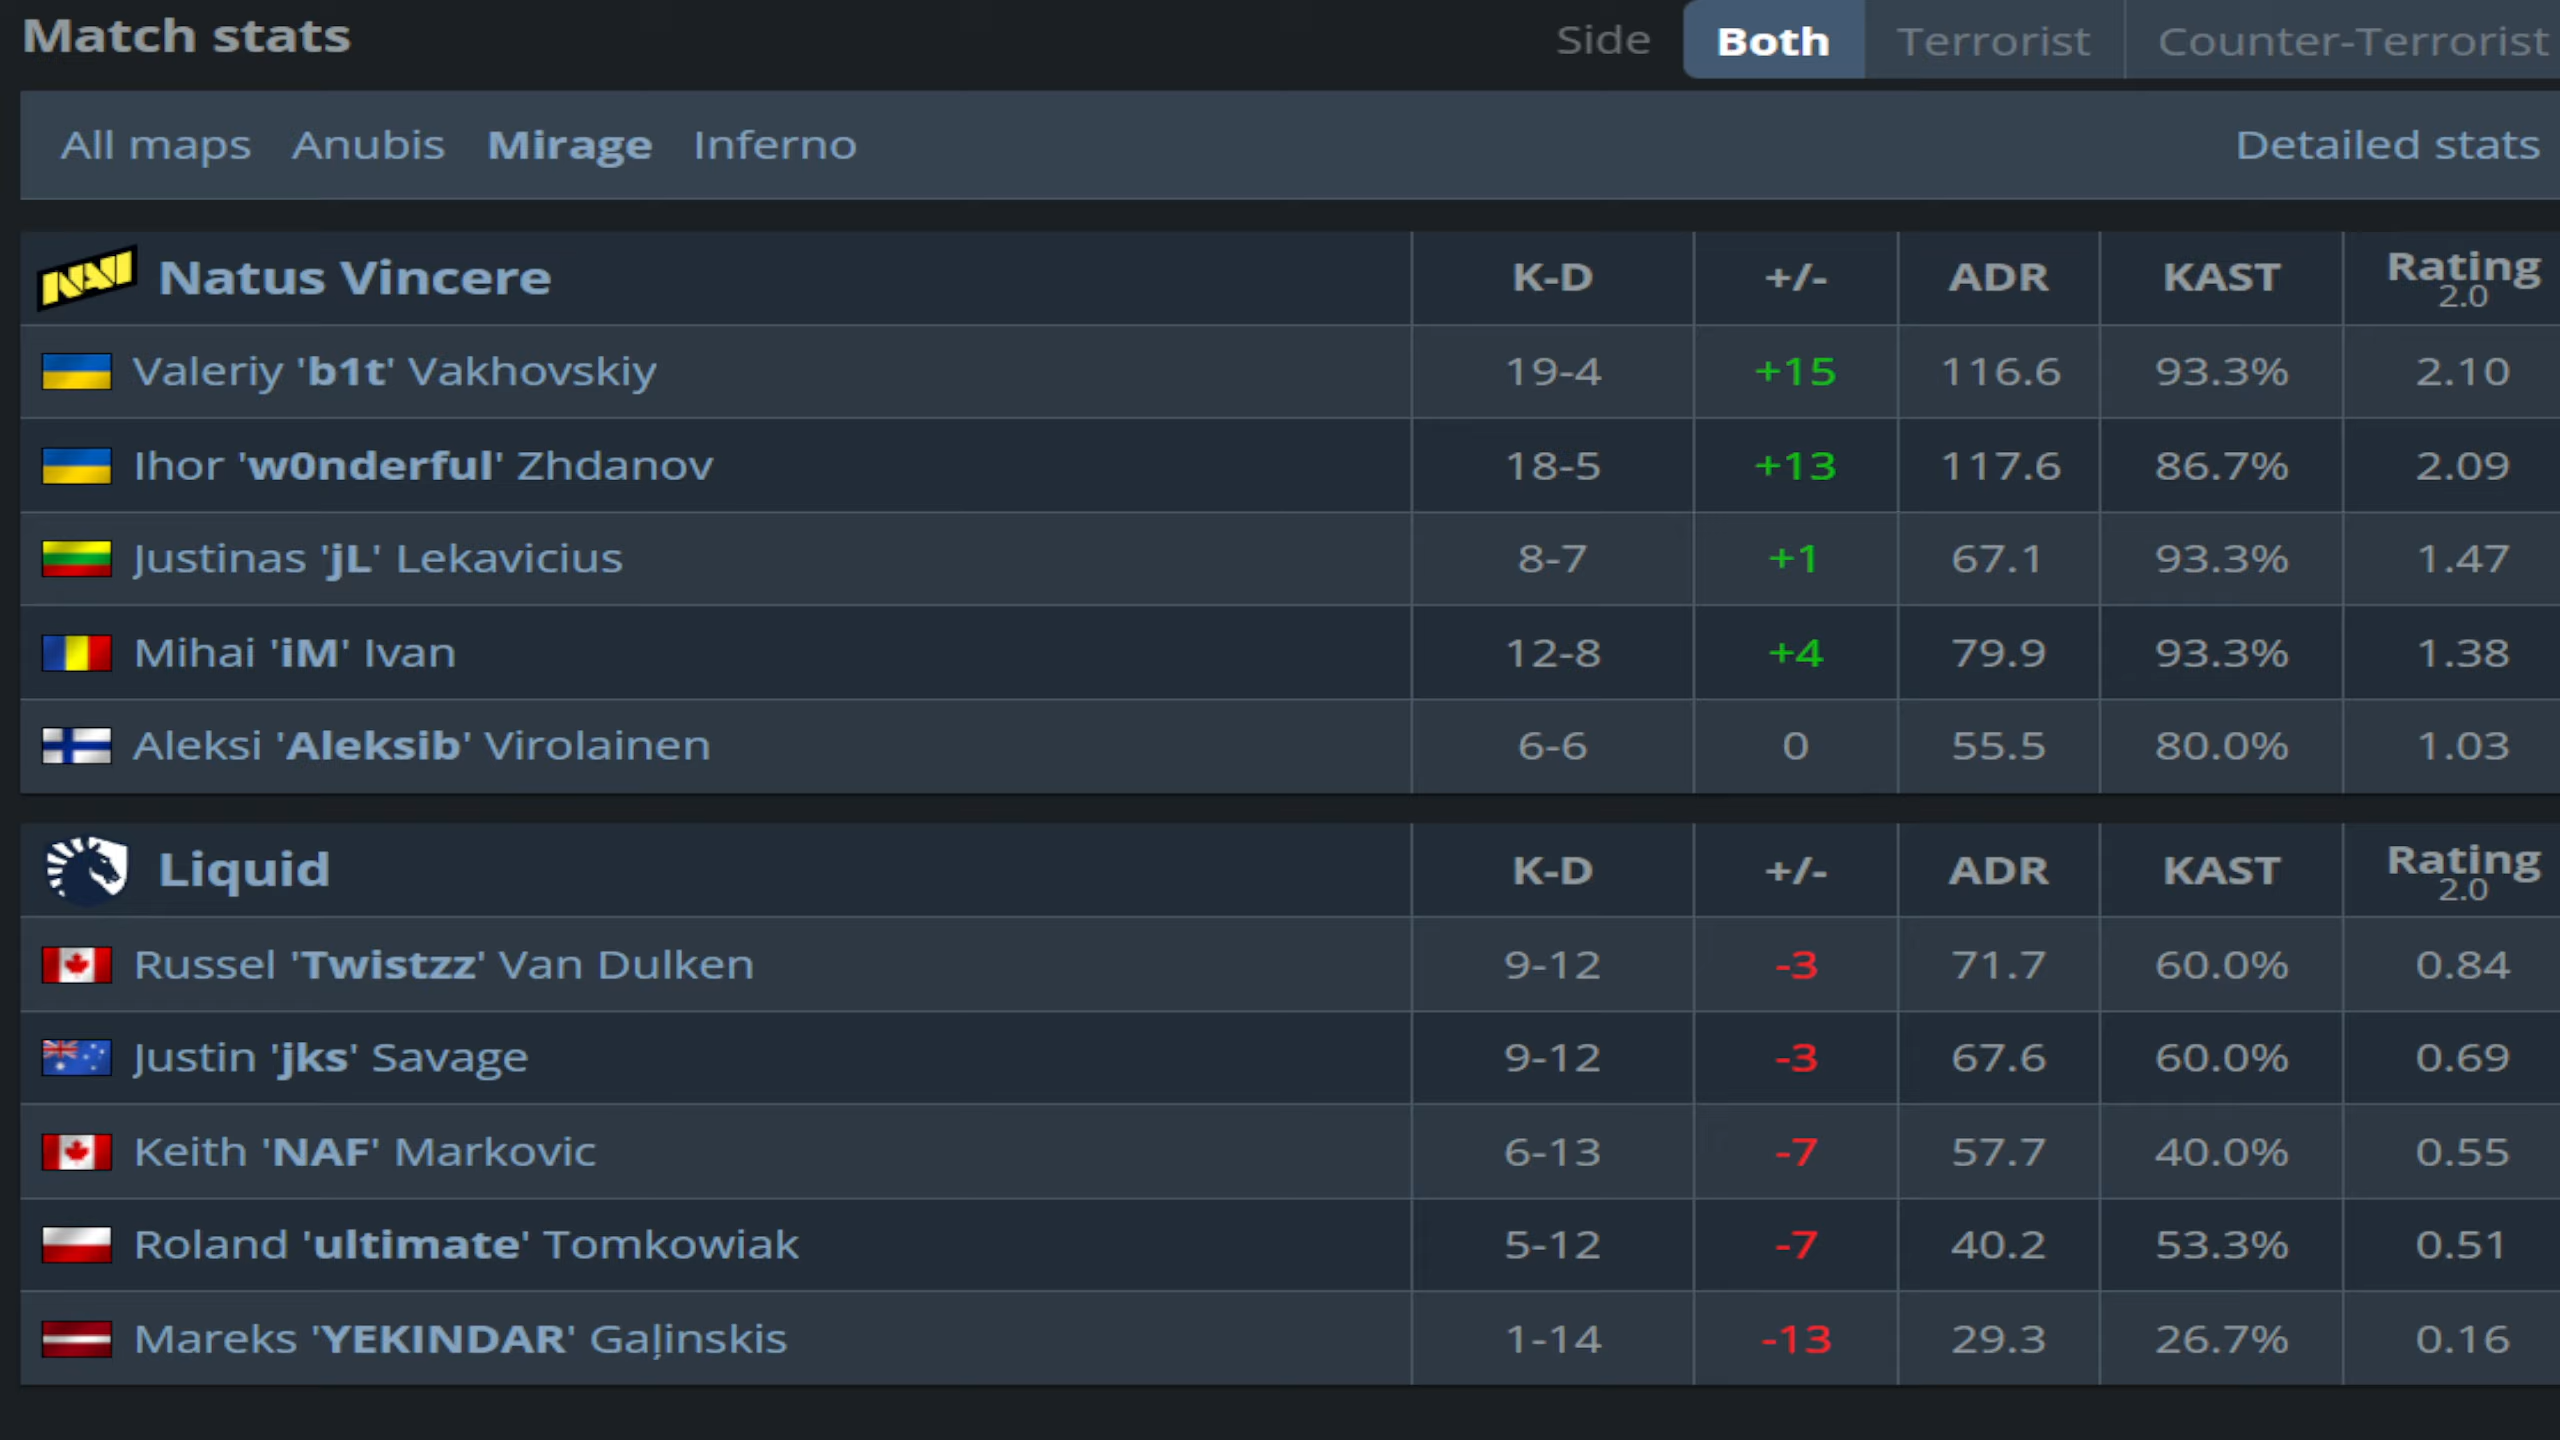 Match stats Side Both Terrorist Counter-Terrorist
All maps Anubis Mirage Inferno Detailed stats
NAVI Natus Vincere K-D +/- ADR KAST Rating 2.0
Valeriy 'b1t' Vakhovskiy 19-4 +15 116.6 93.3% 2.10
Ihor 'w0nderful' Zhdanov 18-5 +13 117.6 86.7% 2.09
Justinas 'jL' Lekavicius 8-7 +1 67.1 93.3% 1.47
Mihai 'iM' Ivan 12-8 +4 79.9 93.3% 1.38
Aleksi 'Aleksib' Virolainen 6-6 0 55.5 80.0% 1.03
Liquid K-D +/- ADR KAST Rating 2.0
Russel 'Twistzz' Van Dulken 9-12 -3 71.7 60.0% 0.84
Justin 'jks' Savage 9-12 -3 67.6 60.0% 0.69
Keith 'NAF' Markovic 6-13 -7 57.7 40.0% 0.55
Roland 'ultimate' Tomkowiak 5-12 -7 40.2 53.3% 0.51
Mareks 'YEKINDAR' Gaļinskis 1-14 -13 29.3 26.7% 0.16